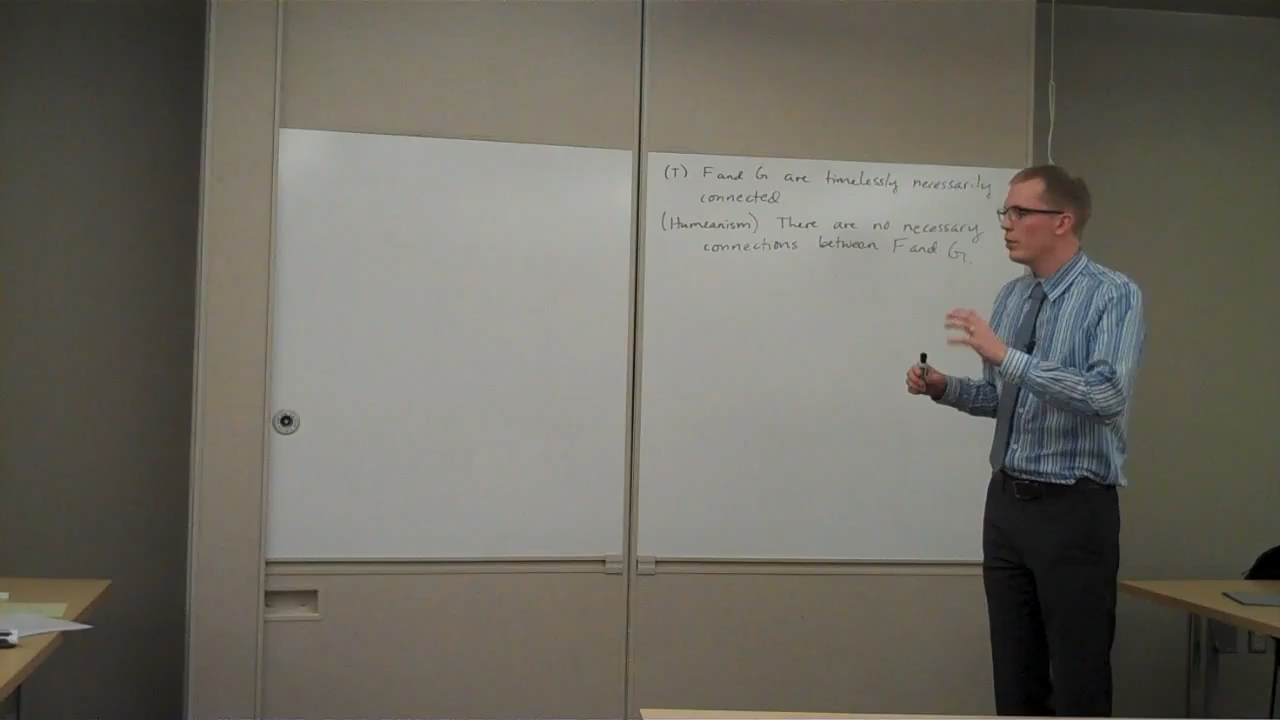 (T) F and G are timelessly necessarily
connected
(Humeanism) There are no necessary
connections between F and G.